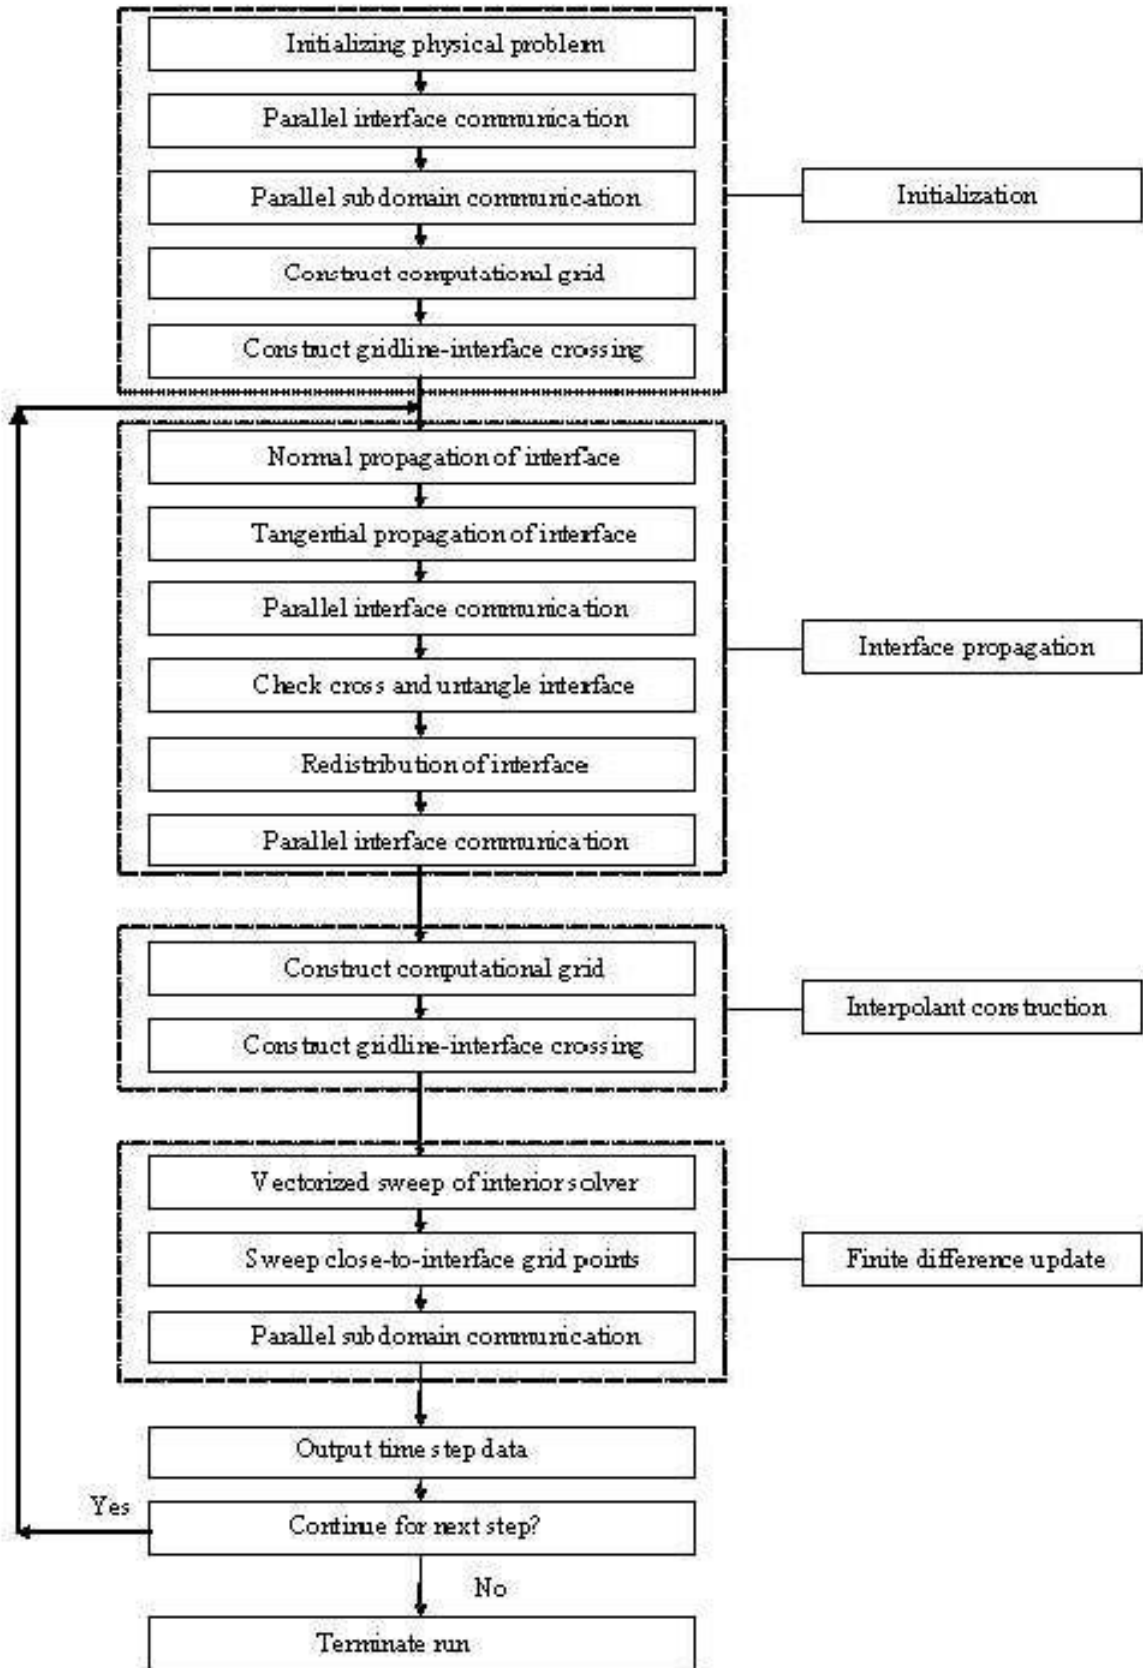 Initializing physical problem
Parallel interface communication
Parallel subdomain communication
Initialization
Construct computational grid
Construct gridline-interface crossing
Normal propagation of interface
Tangential propagation of interface
Parallel interface communication
Interface propagation
Check cross and untangle interface
Redistribution of interface
Parallel interface communication
Construct computational grid
Interpolant construction
Construct gridline-interface crossing
Vectorized sweep of interior solver
Sweep close-to-interface grid points
Finite difference update
Parallel subdomain communication
Output time step data
Yes
Continue for next step?
No
Terminate run